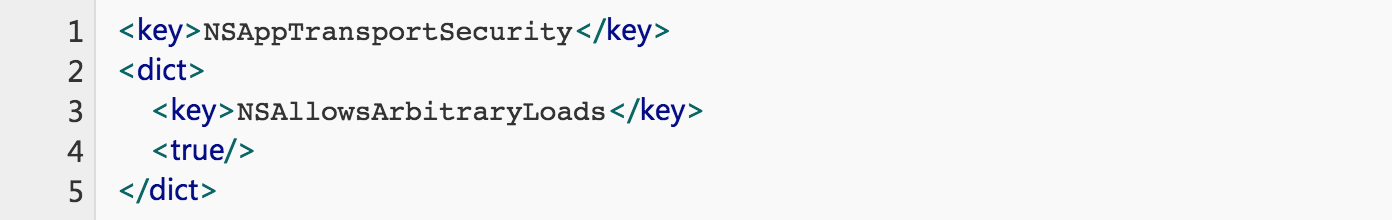 1 <key>NSAppTransportSecurity</key>
2 <dict>
3   <key>NSAllowsArbitraryLoads</key>
4   <true/>
5 </dict>